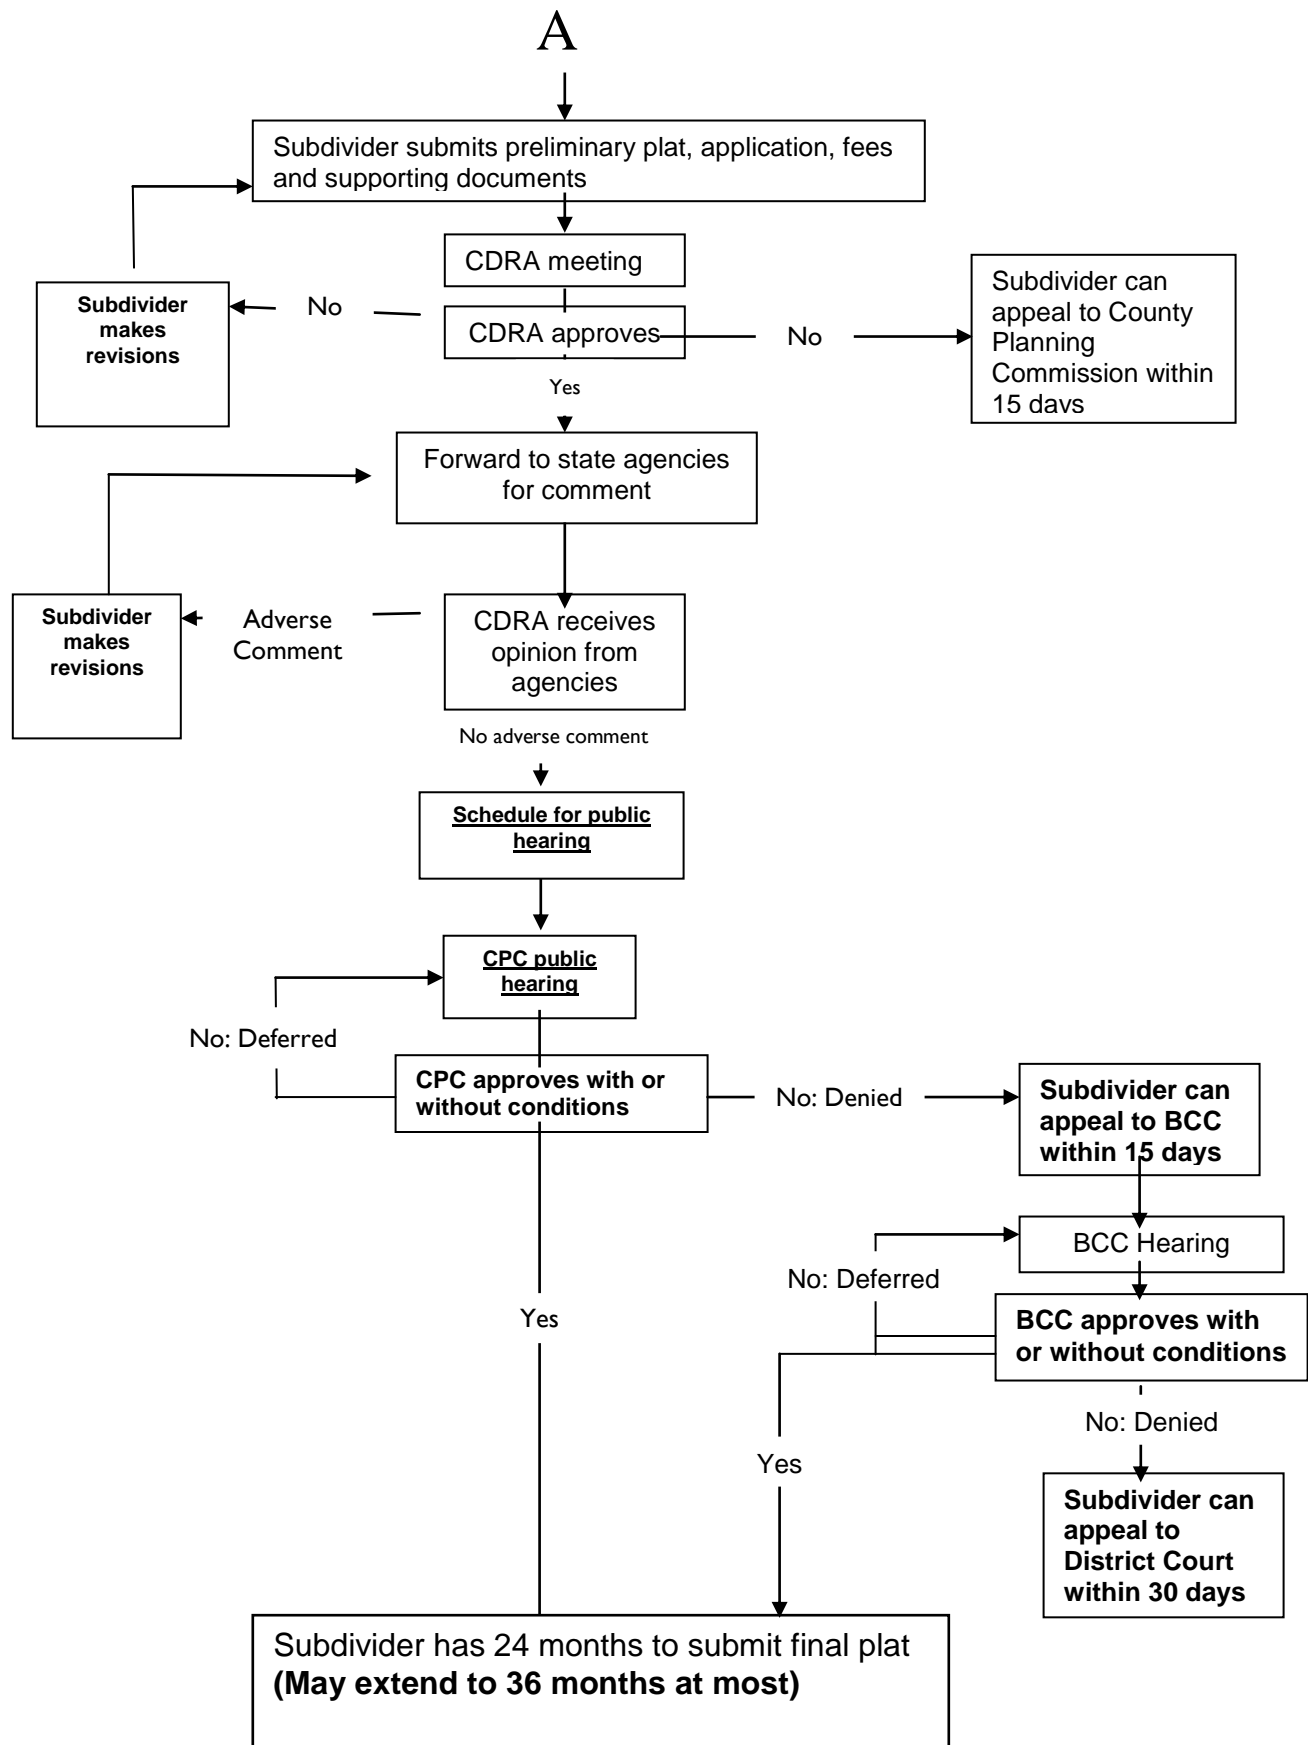 A
Subdivider submits preliminary plat, application, fees
and supporting documents
CDRA meeting
Subdivider
makes
revisions
No
CDRA approves
No
Subdivider can
appeal to County
Planning
Commission within
15 days
Yes
Forward to state agencies
for comment
Subdivider
makes
revisions
Adverse
Comment
CDRA receives
opinion from
agencies
No adverse comment
Schedule for public
hearing
CPC public
hearing
No: Deferred
CPC approves with or
without conditions
No: Denied
Subdivider can
appeal to BCC
within 15 days
BCC Hearing
No: Deferred
Yes
BCC approves with
or without conditions
No: Denied
Yes
Subdivider can
appeal to
District Court
within 30 days
Subdivider has 24 months to submit final plat
(May extend to 36 months at most)